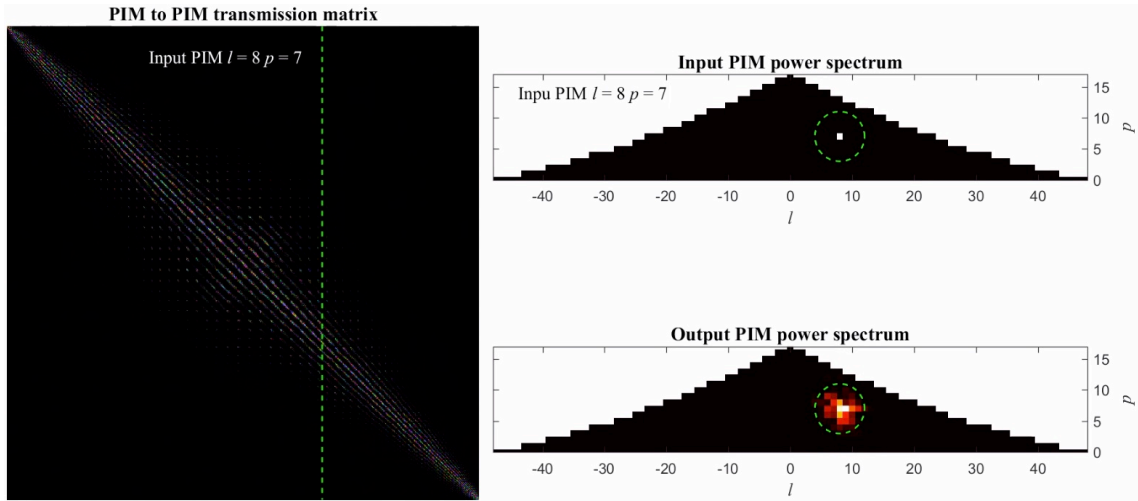 PIM to PIM transmission matrix
Input PIM l = 8 p = 7
Input PIM power spectrum
Inpu PIM l = 8 p = 7
15
10
5
0
p
-40 -30 -20 -10 0 10 20 30 40
l
Output PIM power spectrum
15
10
5
0
p
-40 -30 -20 -10 0 10 20 30 40
l